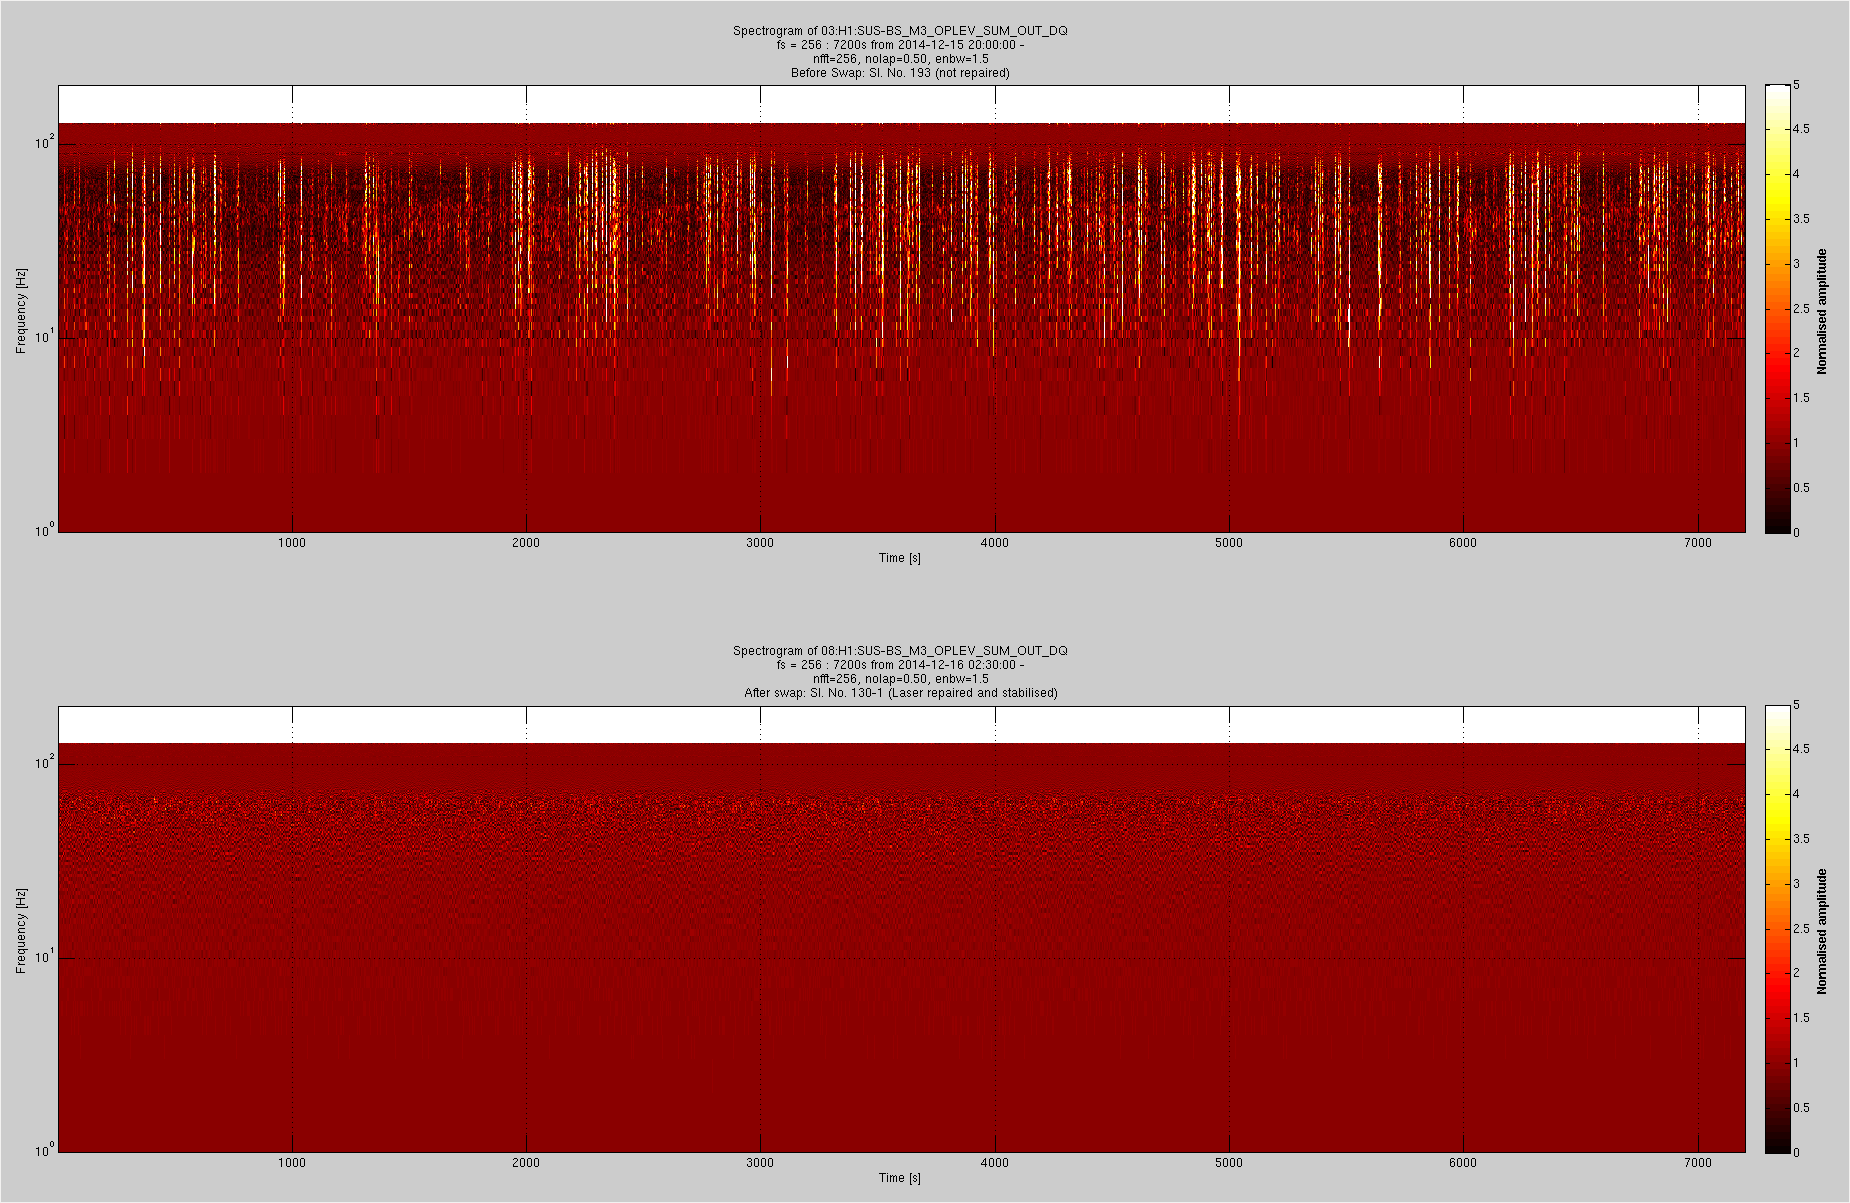 Spectrogram of 03:H1:SUS-BS_M3_OPLEV_SUM_OUT_DQ
fs = 256 : 7200s from 2014-12-15 20:00:00 -
nfft=256, nolap=0.50, enbw=1.5
Before Swap: Sl. No. 193 (not repaired)
10^2
10^1
10^0
Frequency [Hz]
1000 2000 3000 4000 5000 6000 7000
Time [s]
5
4.5
4
3.5
3
2.5
2
1.5
1
0.5
0
Normalised amplitude
Spectrogram of 08:H1:SUS-BS_M3_OPLEV_SUM_OUT_DQ
fs = 256 : 7200s from 2014-12-16 02:30:00 -
nfft=256, nolap=0.50, enbw=1.5
After swap: Sl. No. 130-1 (Laser repaired and stabilised)
10^2
10^1
10^0
Frequency [Hz]
1000 2000 3000 4000 5000 6000 7000
Time [s]
5
4.5
4
3.5
3
2.5
2
1.5
1
0.5
0
Normalised amplitude